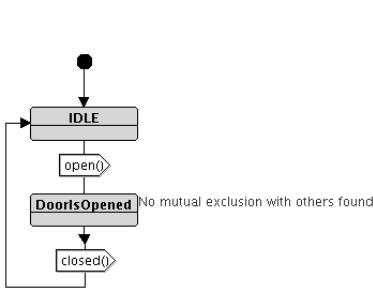 IDLE
open()
DoorIsOpened
No mutual exclusion with others found
closed()